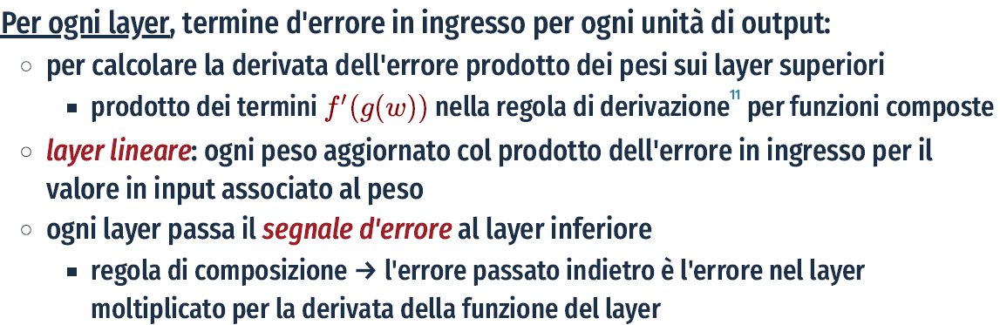 Per ogni layer, termine d'errore in ingresso per ogni unità di output:
○ per calcolare la derivata dell'errore prodotto dei pesi sui layer superiori
▪ prodotto dei termini f′(g(w)) nella regola di derivazione¹¹ per funzioni composte
○ layer lineare: ogni peso aggiornato col prodotto dell'errore in ingresso per il
valore in input associato al peso
○ ogni layer passa il segnale d'errore al layer inferiore
▪ regola di composizione → l'errore passato indietro è l'errore nel layer
moltiplicato per la derivata della funzione del layer